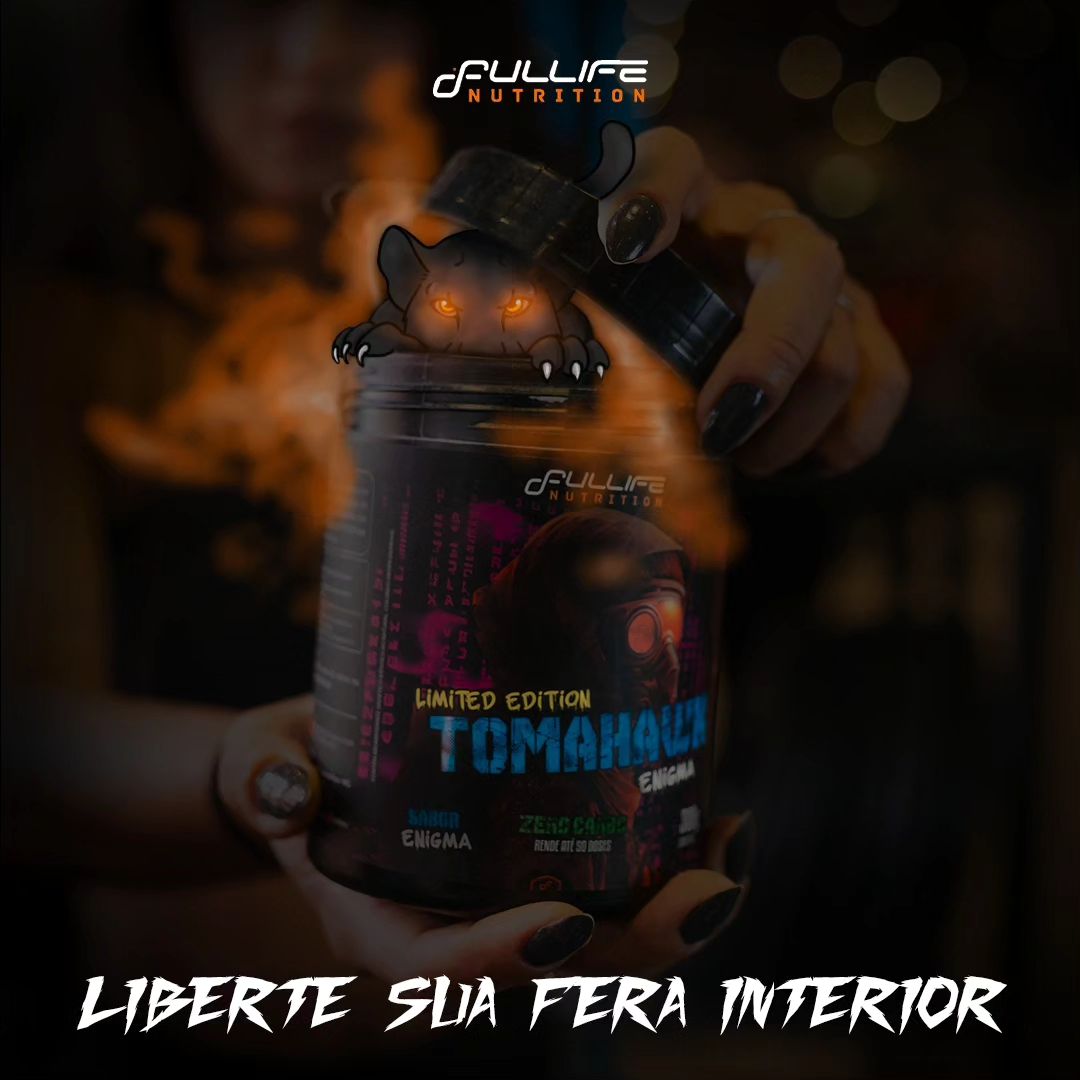 FULLIFE
NUTRITION
FULLIFE
NUTRITION
LIMITED EDITION
TOMAHAWK
ENIGMA
SABOR
ENIGMA
ZERO CARBO
RENDE ATÉ 50 DOSES
LIBERTE SUA FERA INTERIOR